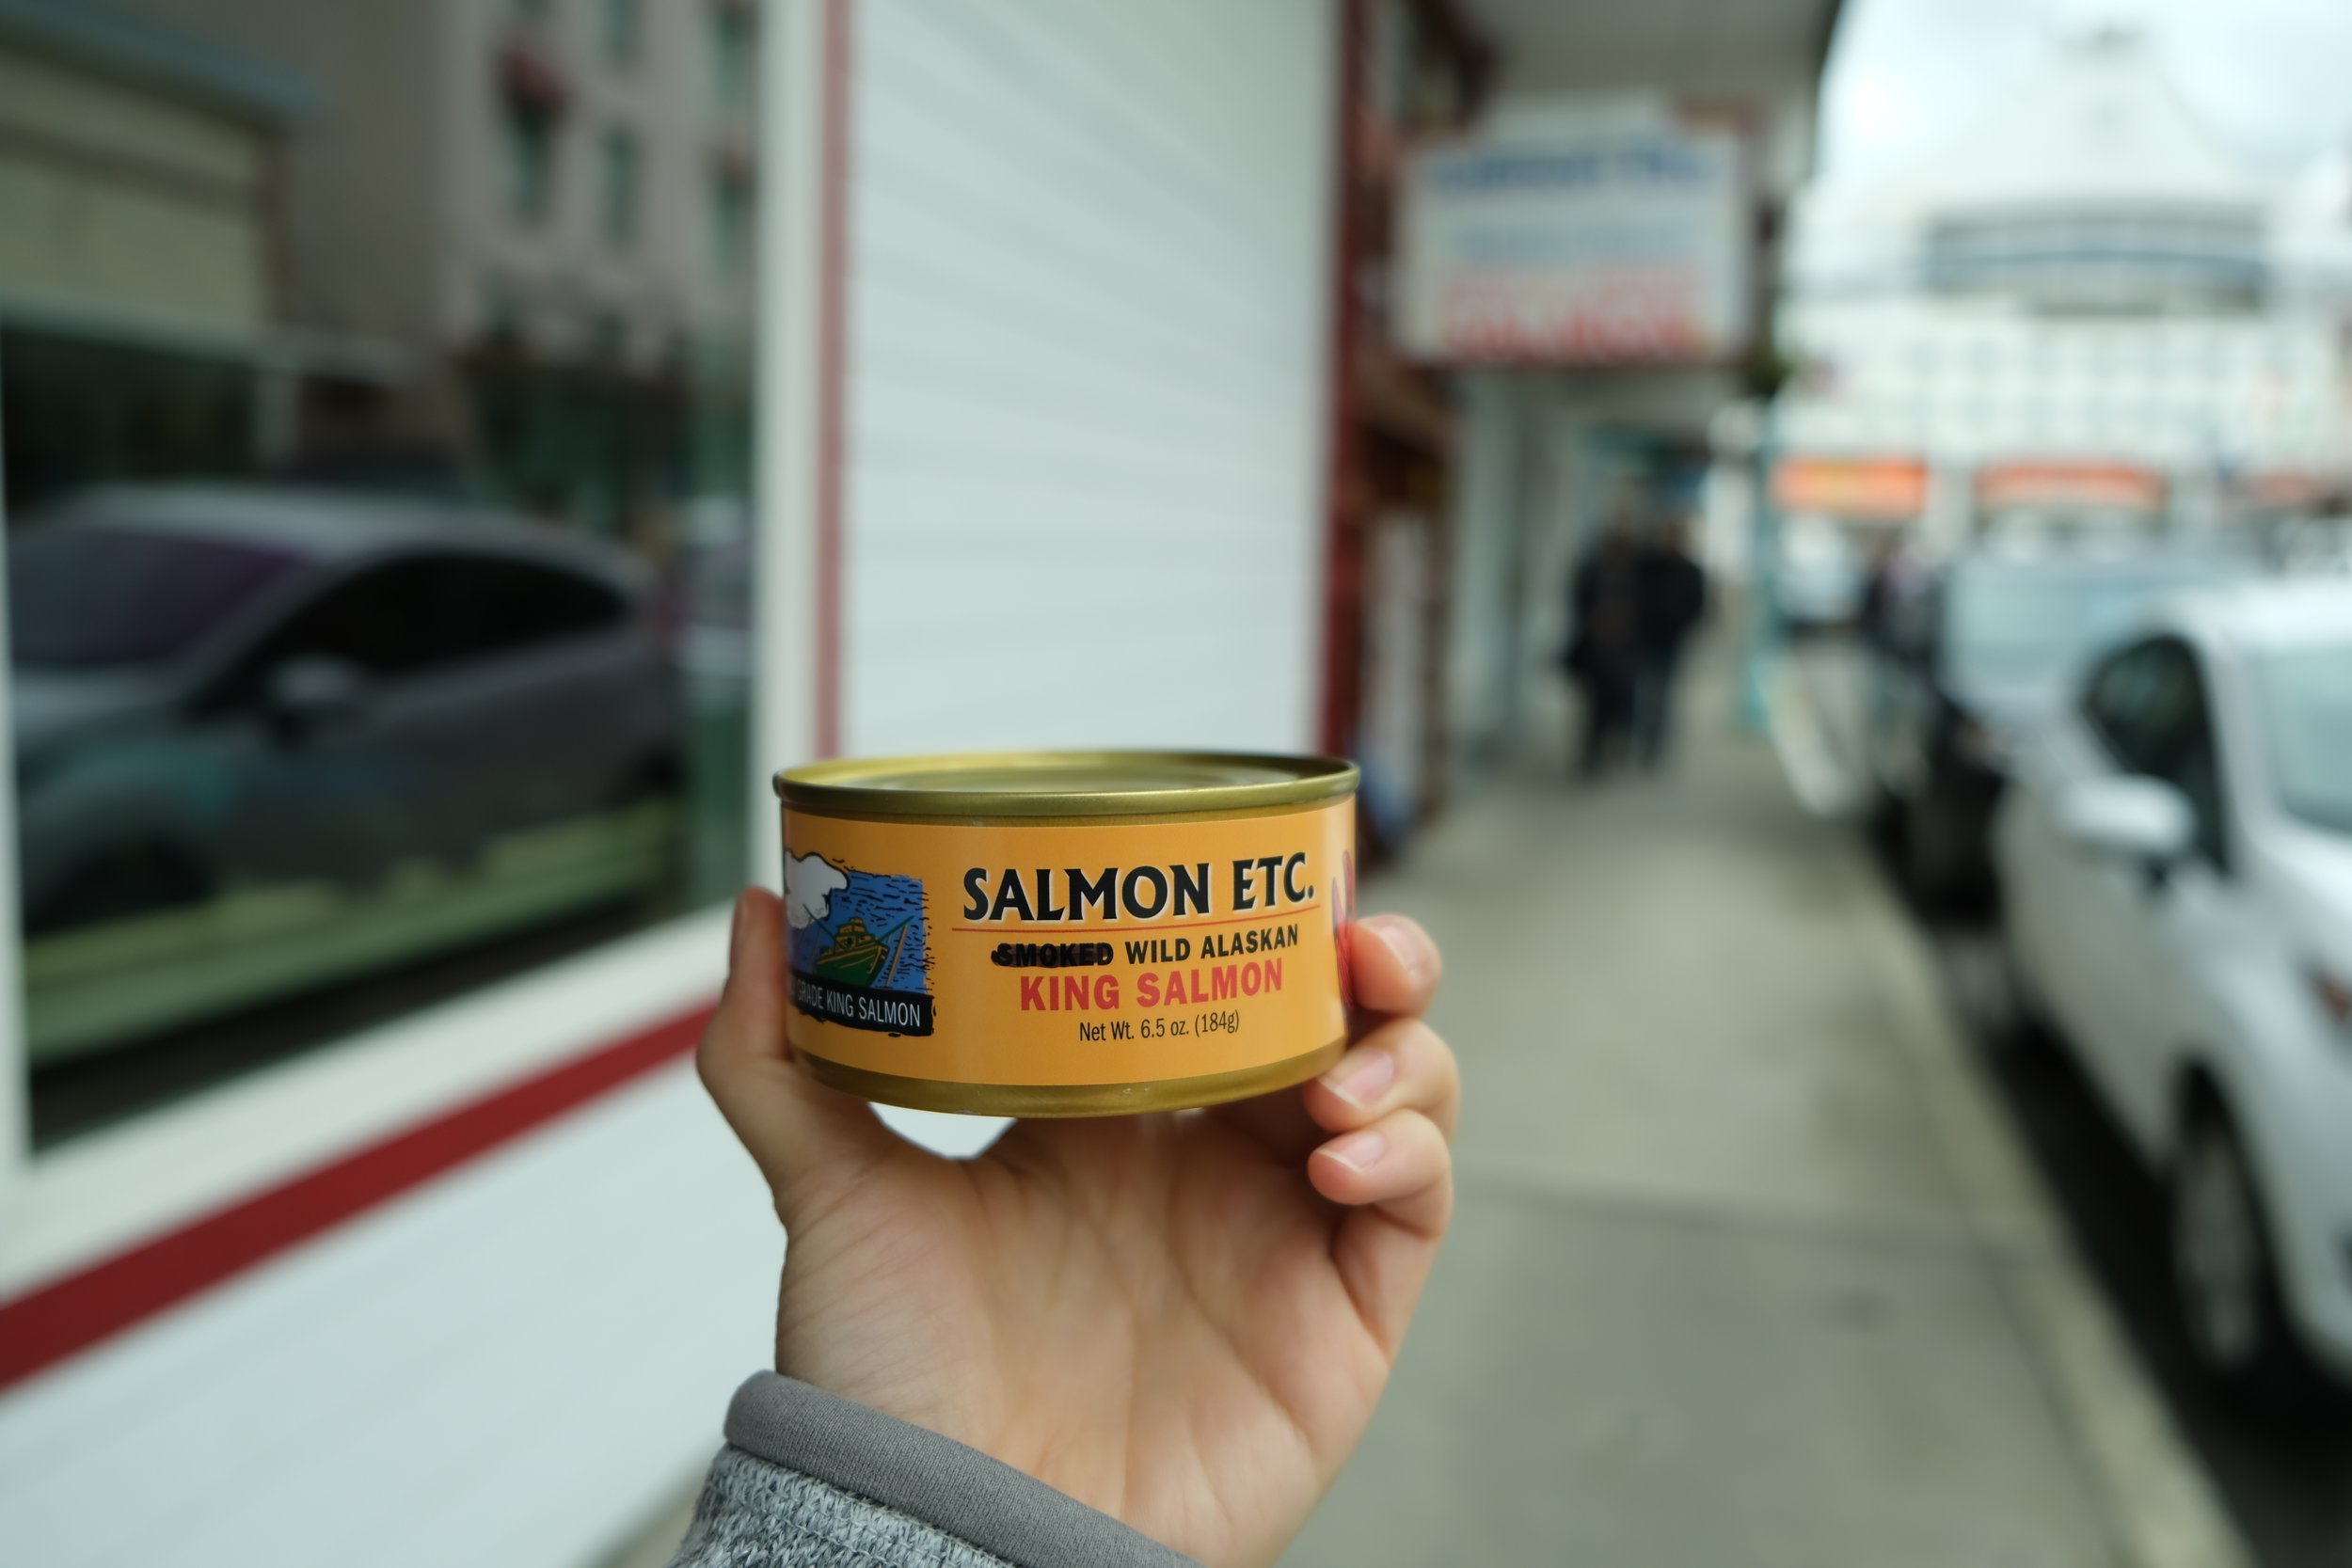 SALMON ETC.
SMOKED WILD ALASKAN
KING SALMON
Net Wt. 6.5 oz. (184g)
GRADE KING SALMON